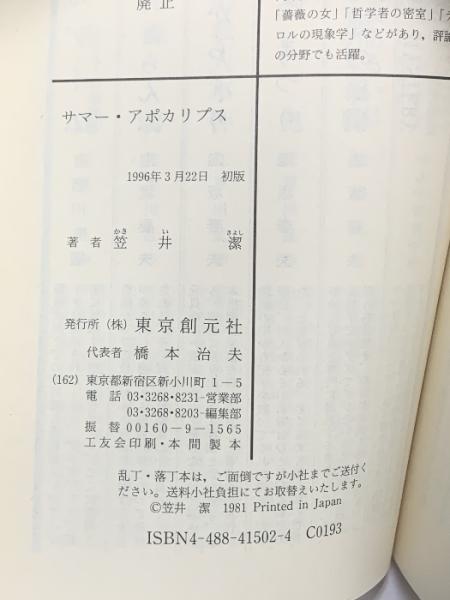 廃止
「薔薇の女」「哲学者の密室」「テ
ロルの現象学」などがあり，評論
の分野でも活躍。
サマー・アポカリプス
1996年3月22日 初版
著者 笠井潔
かさ い きよし
発行所 (株) 東京創元社
代表者 橋本治夫
(162) 東京都新宿区新小川町1－5
電話 03・3268・8231-営業部
03・3268・8203-編集部
振替 00160－9－1565
工友会印刷・本間製本
乱丁・落丁本は，ご面倒ですが小社までご送付く
ださい。送料小社負担にてお取替えいたします。
©笠井 潔 1981 Printed in Japan
ISBN4-488-41502-4 C0193